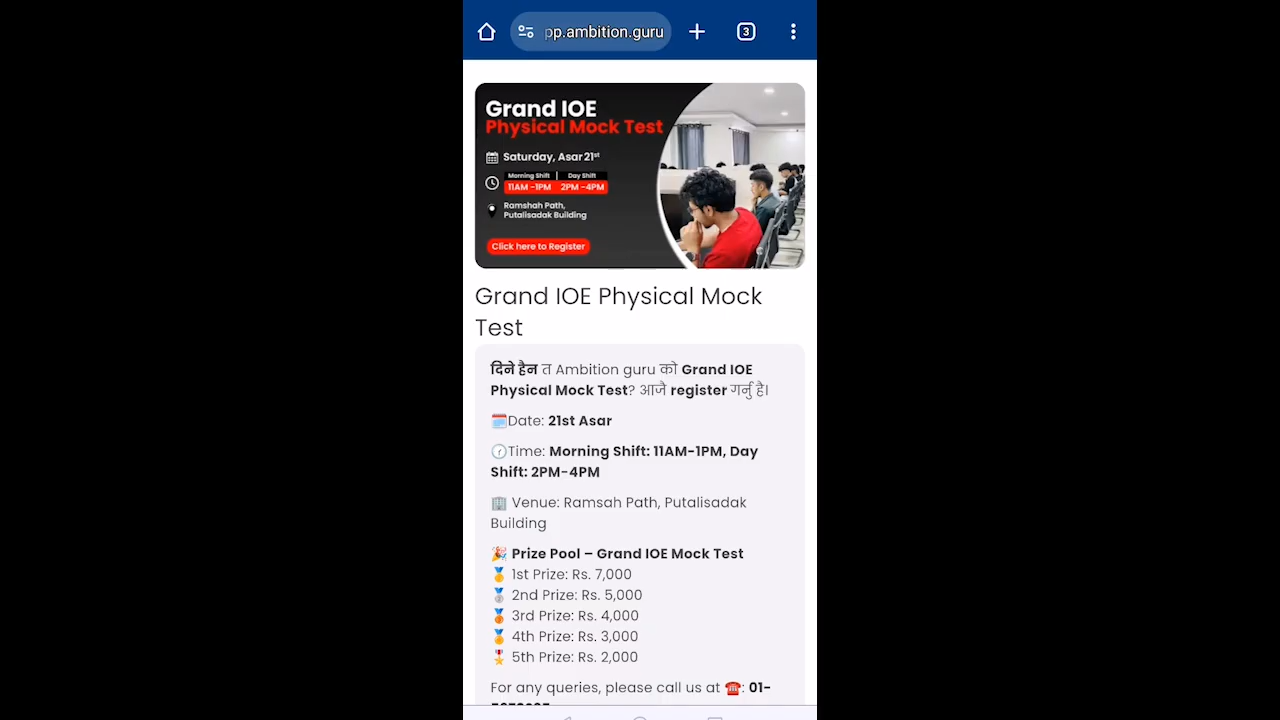 3
pp.ambition.guru
Grand IOE
Physical Mock Test
Saturday, Asar 21st
Morning Shift | Day Shift
11AM -1PM 2PM -4PM
Ramshah Path,
Putalisadak Building
Click here to Register
Grand IOE Physical Mock
Test
दिने हैन त Ambition guru को Grand IOE
Physical Mock Test? आजै register गर्नु है।
🗓️Date: 21st Asar
🕜Time: Morning Shift: 11AM-1PM, Day
Shift: 2PM-4PM
🏢 Venue: Ramsah Path, Putalisadak
Building
🎉 Prize Pool – Grand IOE Mock Test
🥇 1st Prize: Rs. 7,000
🥈 2nd Prize: Rs. 5,000
🥉 3rd Prize: Rs. 4,000
🏅 4th Prize: Rs. 3,000
🎖️ 5th Prize: Rs. 2,000
For any queries, please call us at ☎️: 01-